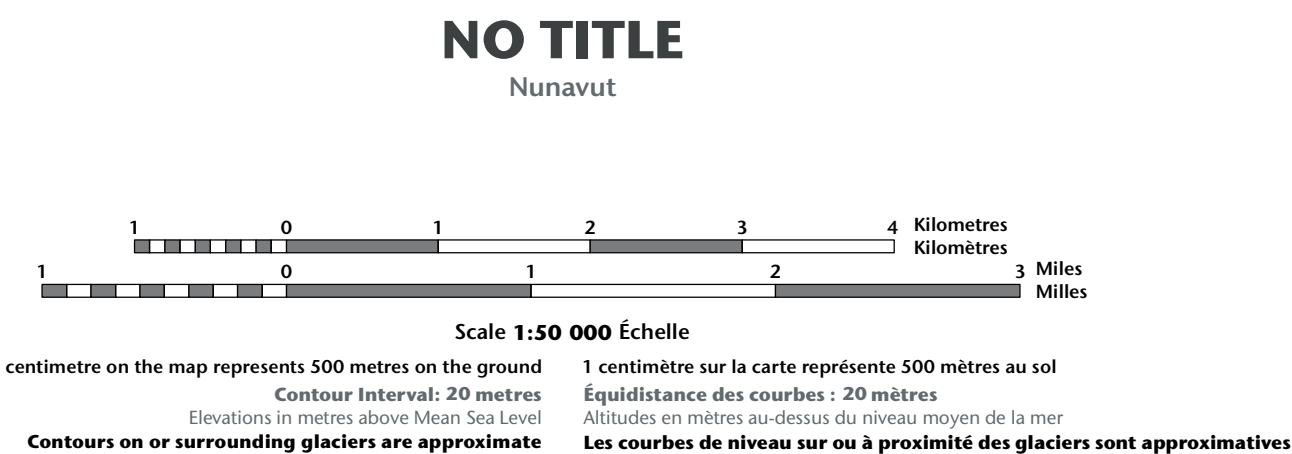 NO TITLE
Nunavut
1 0 1 2 3 4 Kilometres
Kilomètres
1 0 1 2 3 Miles
Milles
Scale 1:50 000 Échelle
centimetre on the map represents 500 metres on the ground
1 centimètre sur la carte représente 500 mètres au sol
Contour Interval: 20 metres
Équidistance des courbes : 20 mètres
Elevations in metres above Mean Sea Level
Altitudes en mètres au-dessus du niveau moyen de la mer
Contours on or surrounding glaciers are approximate
Les courbes de niveau sur ou à proximité des glaciers sont approximatives